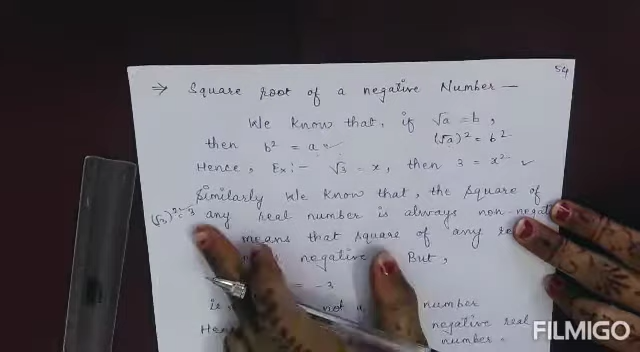 54
→ Square root of a negative Number —
We know that, if √a = b,
then b² = a (√a)² = b²
Hence, Ex:- √3 = x, then 3 = x²
Similarly we know that, the square of
(√3)² = 3 any real number is always non-negati
means that square of any re
negative. But,
= -3
not a number
Hen negative real
number.
FILMIGO